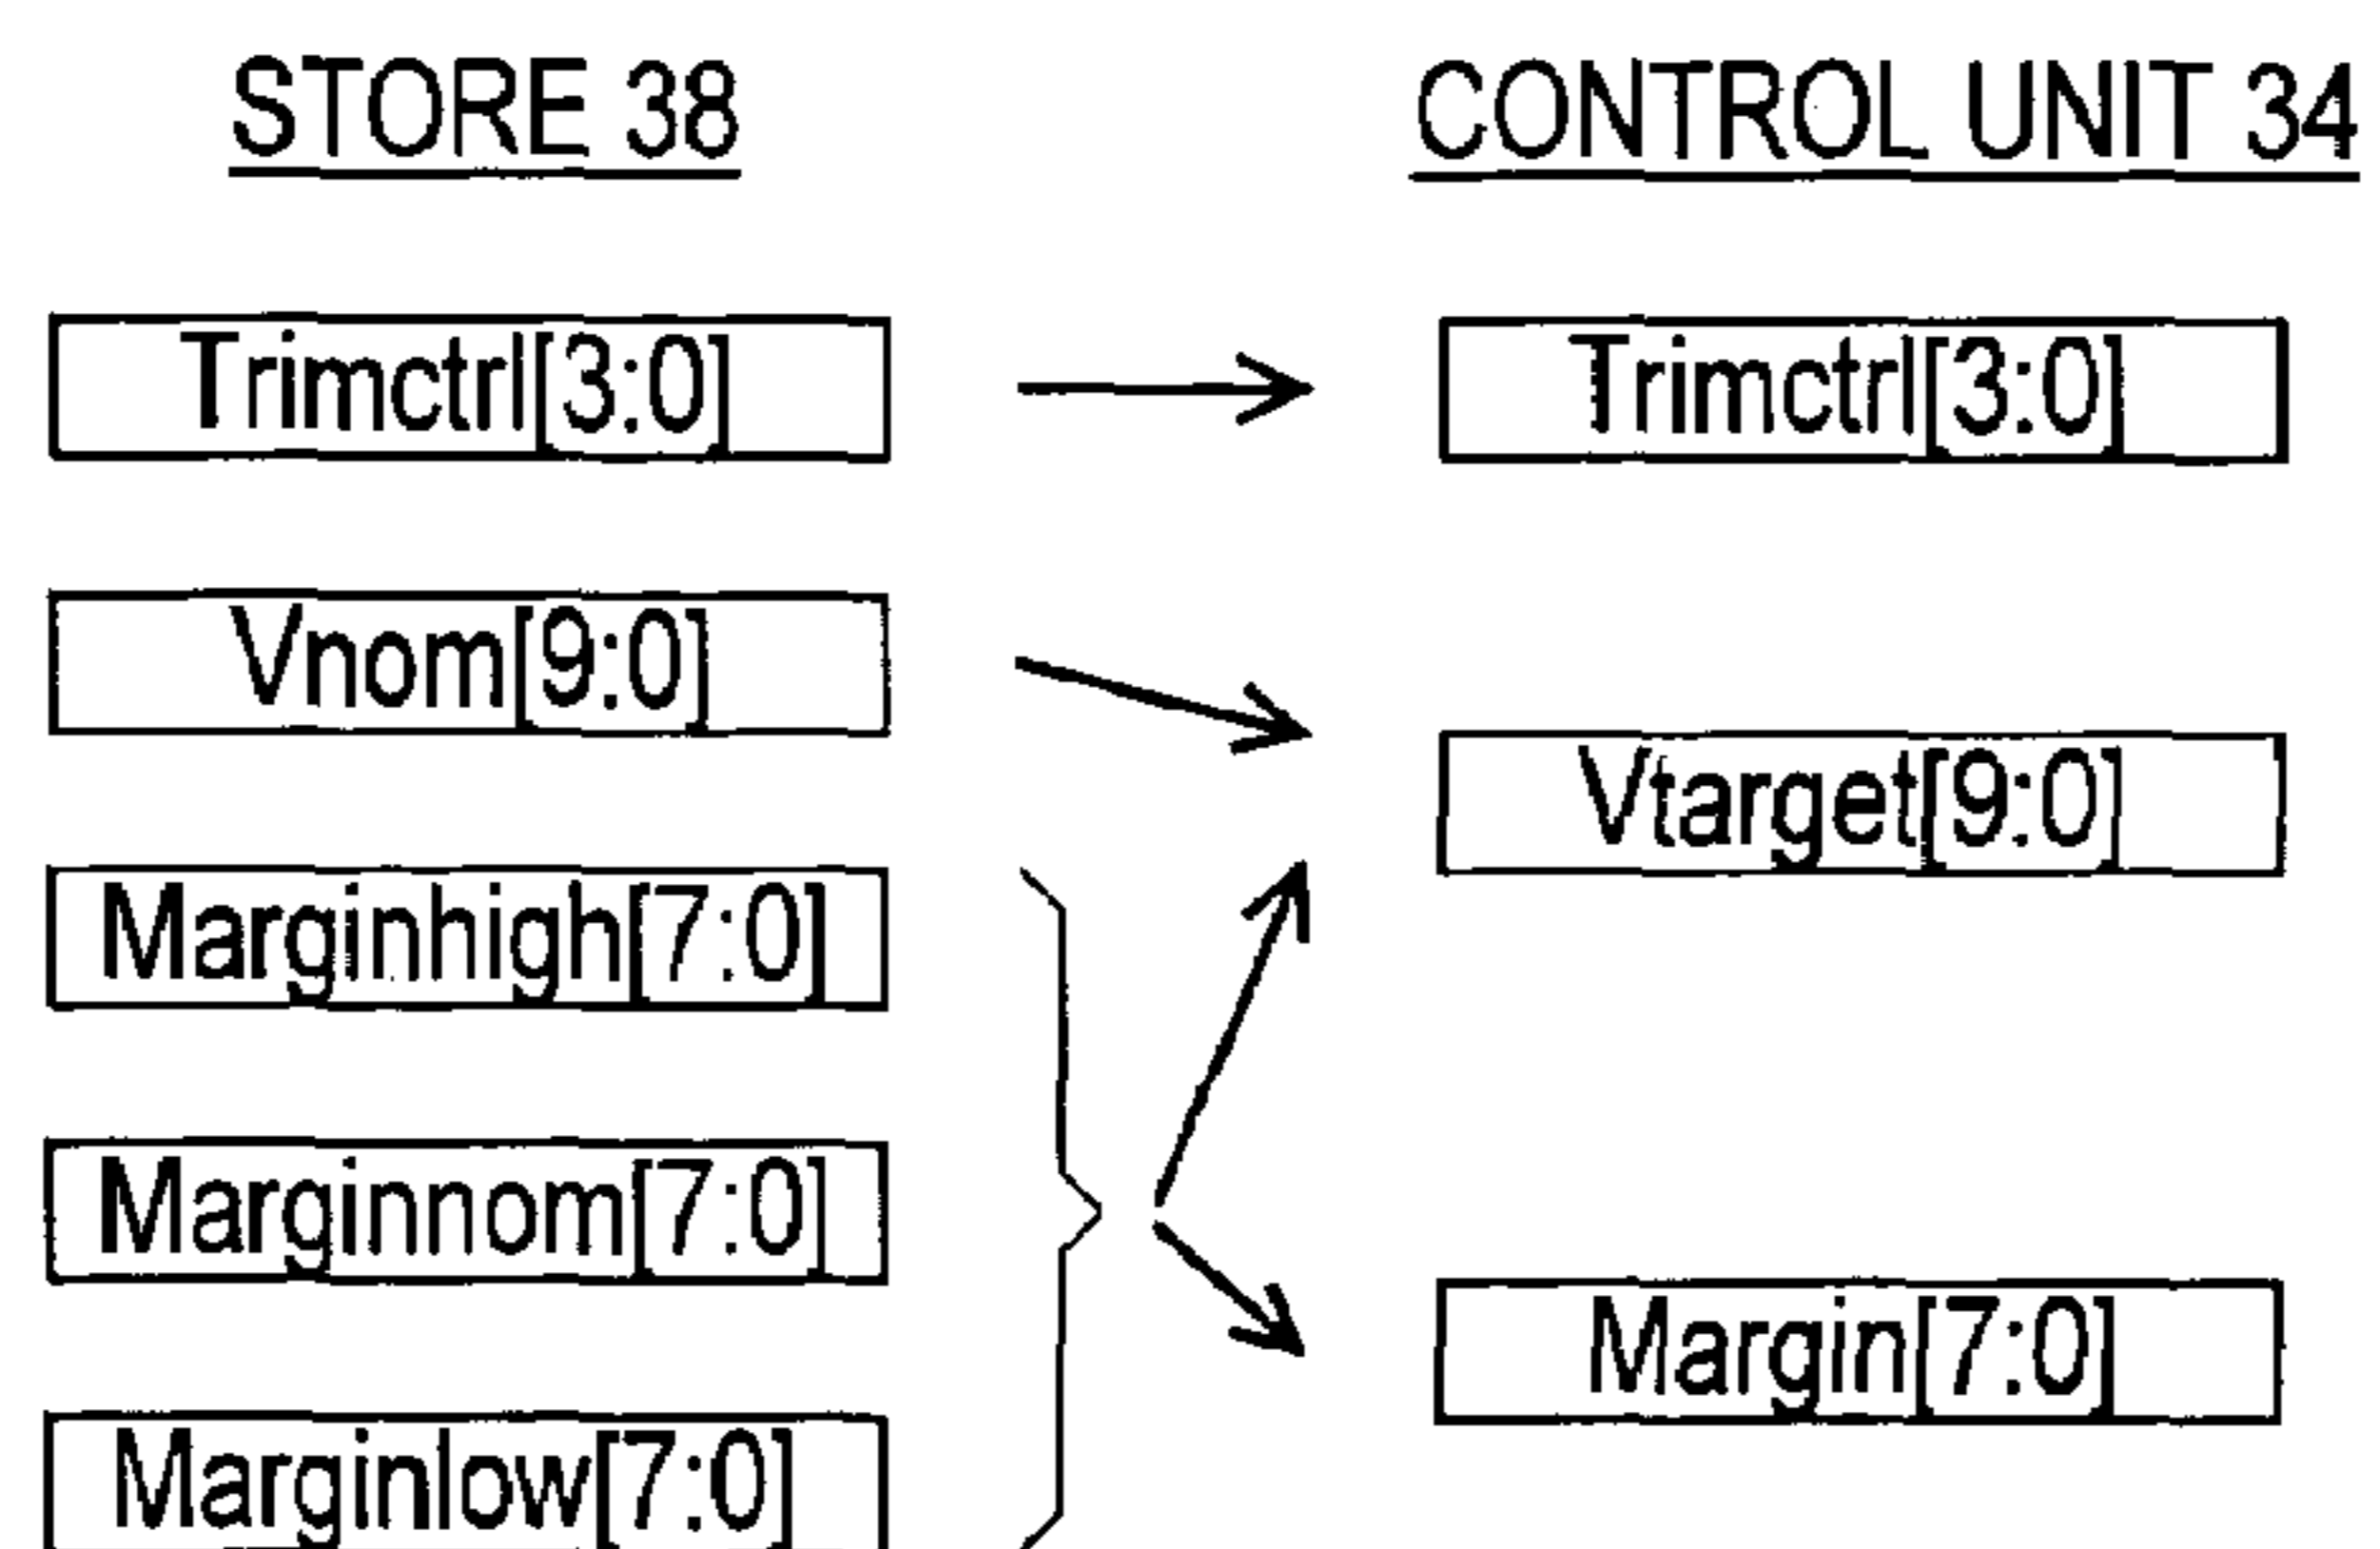 STORE 38
CONTROL UNIT 34
Trimctrl[3:0]
Trimctrl[3:0]
Vnom[9:0]
Vtarget[9:0]
Marginhigh[7:0]
Marginnom[7:0]
Margin[7:0]
Marginlow[7:0]